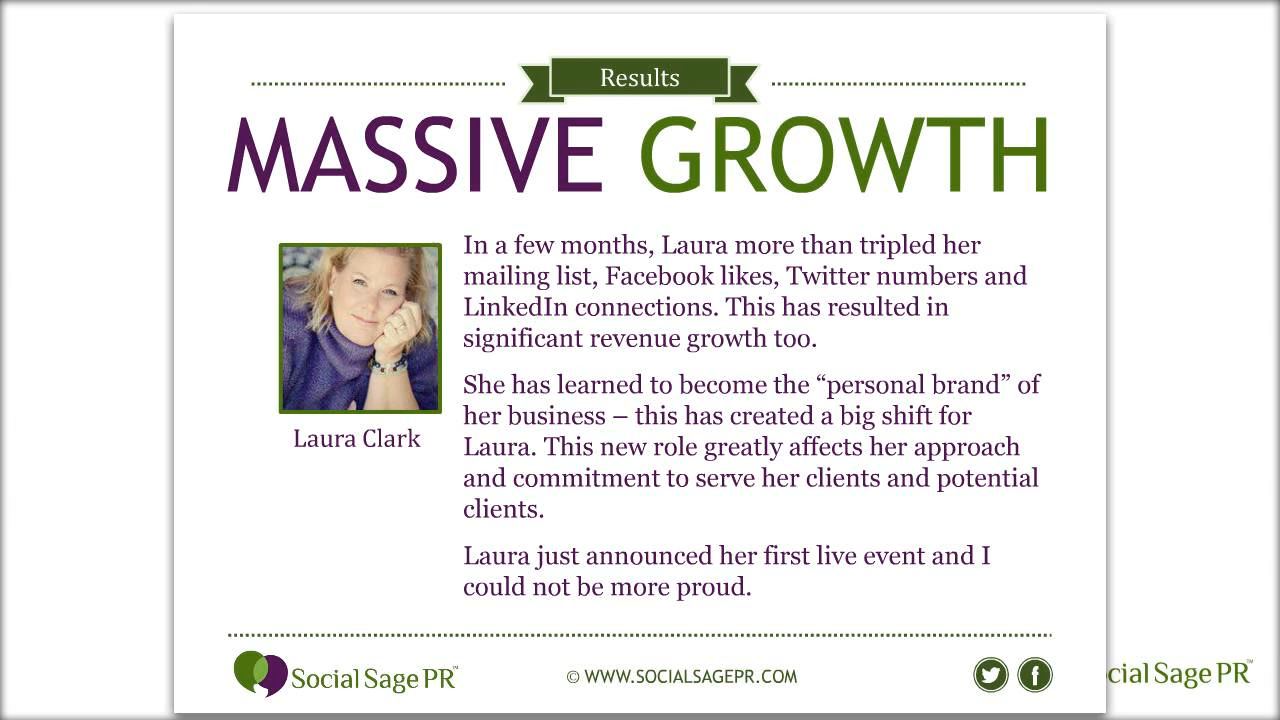 Results
MASSIVE GROWTH
In a few months, Laura more than tripled her
mailing list, Facebook likes, Twitter numbers and
LinkedIn connections. This has resulted in
significant revenue growth too.
She has learned to become the “personal brand” of
her business – this has created a big shift for
Laura. This new role greatly affects her approach
and commitment to serve her clients and potential
clients.
Laura just announced her first live event and I
could not be more proud.
Laura Clark
Social Sage PR™
© WWW.SOCIALSAGEPR.COM
cial Sage PR™